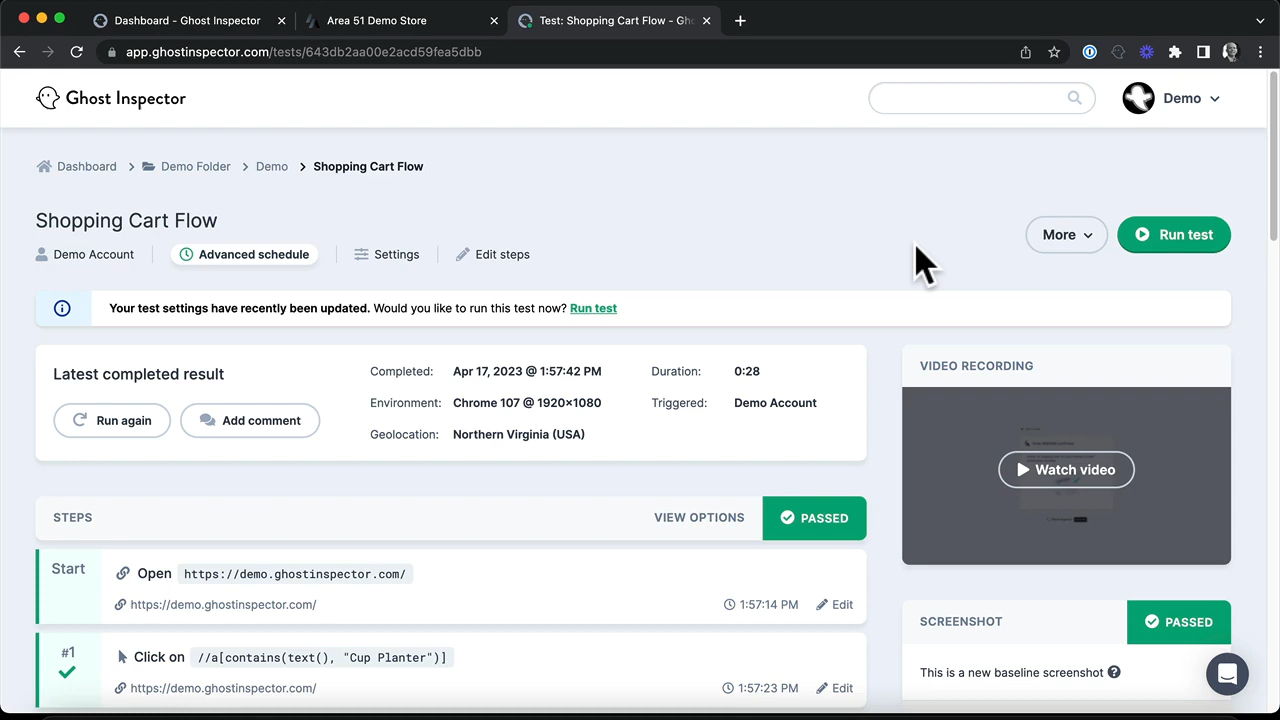 Dashboard - Ghost Inspector
Area 51 Demo Store
Test: Shopping Cart Flow - Gho
app.ghostinspector.com/tests/643db2aa00e2acd59fea5dbb
Ghost Inspector
Demo
Dashboard
Demo Folder
Demo
Shopping Cart Flow
Shopping Cart Flow
Demo Account
Advanced schedule
Settings
Edit steps
More
Run test
Your test settings have recently been updated. Would you like to run this test now? Run test
Latest completed result
Run again
Add comment
Completed: Apr 17, 2023 @ 1:57:42 PM
Environment: Chrome 107 @ 1920×1080
Geolocation: Northern Virginia (USA)
Duration: 0:28
Triggered: Demo Account
VIDEO RECORDING
Watch video
STEPS
VIEW OPTIONS
PASSED
Start
Open https://demo.ghostinspector.com/
https://demo.ghostinspector.com/
1:57:14 PM
Edit
#1
Click on //a[contains(text(), "Cup Planter")]
https://demo.ghostinspector.com/
1:57:23 PM
Edit
SCREENSHOT
PASSED
This is a new baseline screenshot